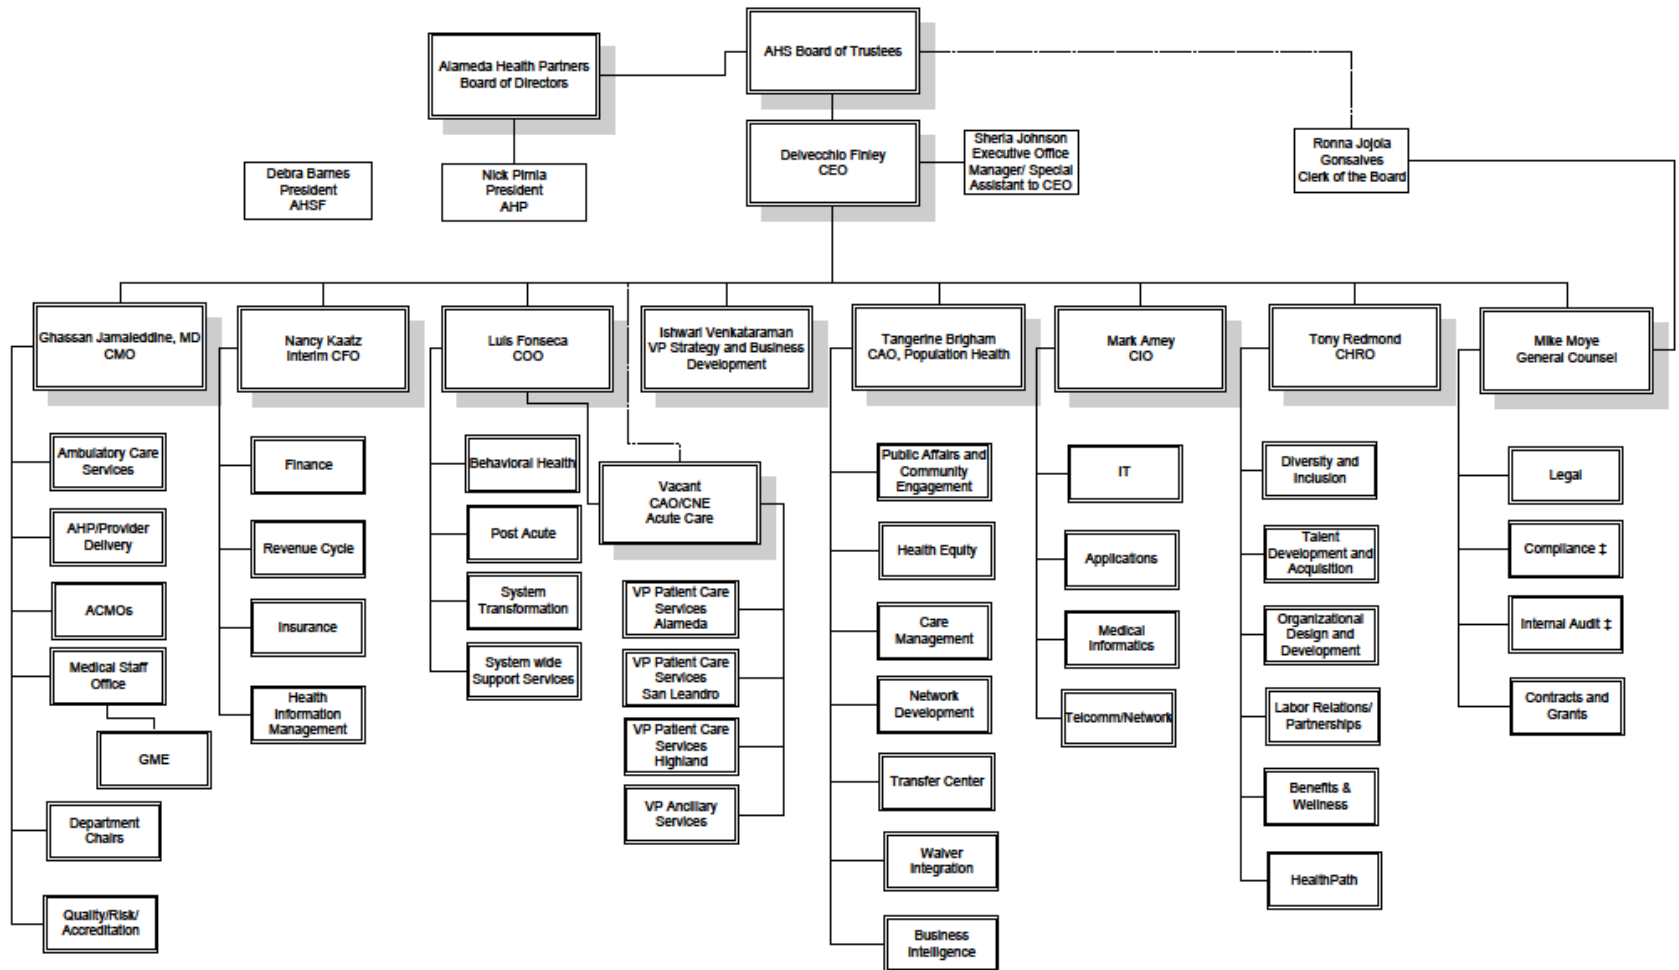 AHS Board of Trustees
Alameda Health Partners
Board of Directors
Delvecchio Finley
CEO
Sheria Johnson
Executive Office
Manager/ Special
Assistant to CEO
Ronna Jojola
Gonsalves
Clerk of the Board
Debra Barnes
President
AHSF
Nick Pirnia
President
AHP
Ghassan Jamaleddine, MD
CMO
Nancy Kaatz
Interim CFO
Luis Fonseca
COO
Ishwari Venkataraman
VP Strategy and Business
Development
Tangerine Brigham
CAO, Population Health
Mark Amey
CIO
Tony Redmond
CHRO
Mike Moye
General Counsel
Ambulatory Care
Services
AHP/Provider
Delivery
ACMOs
Medical Staff
Office
GME
Department
Chairs
Quality/Risk/
Accreditation
Finance
Revenue Cycle
Insurance
Health
Information
Management
Behavioral Health
Post Acute
System
Transformation
System wide
Support Services
Vacant
CAO/CNE
Acute Care
VP Patient Care
Services
Alameda
VP Patient Care
Services
San Leandro
VP Patient Care
Services
Highland
VP Ancillary
Services
Public Affairs and
Community
Engagement
Health Equity
Care
Management
Network
Development
Transfer Center
Waiver
Integration
Business
Intelligence
IT
Applications
Medical
Informatics
Telcomm/Network
Diversity and
Inclusion
Talent
Development and
Acquisition
Organizational
Design and
Development
Labor Relations/
Partnerships
Benefits &
Wellness
HealthPath
Legal
Compliance ‡
Internal Audit ‡
Contracts and
Grants